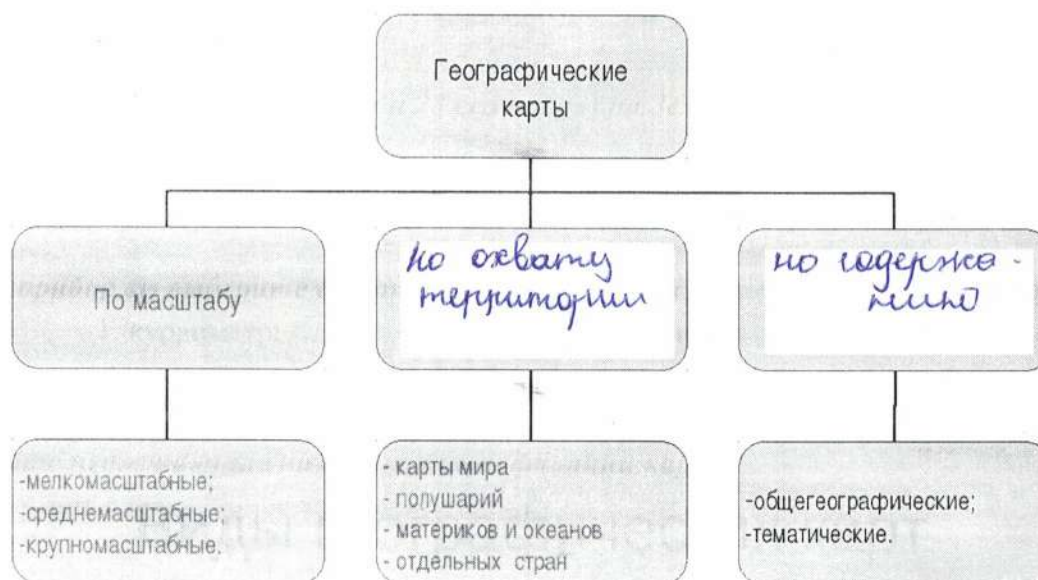 Географические
карты
По масштабу
по охвату
территории
по содержа-
нию
-мелкомасштабные;
-среднемасштабные;
-крупномасштабные.
- карты мира
- полушарий
- материков и океанов
- отдельных стран
-общегеографические;
-тематические.